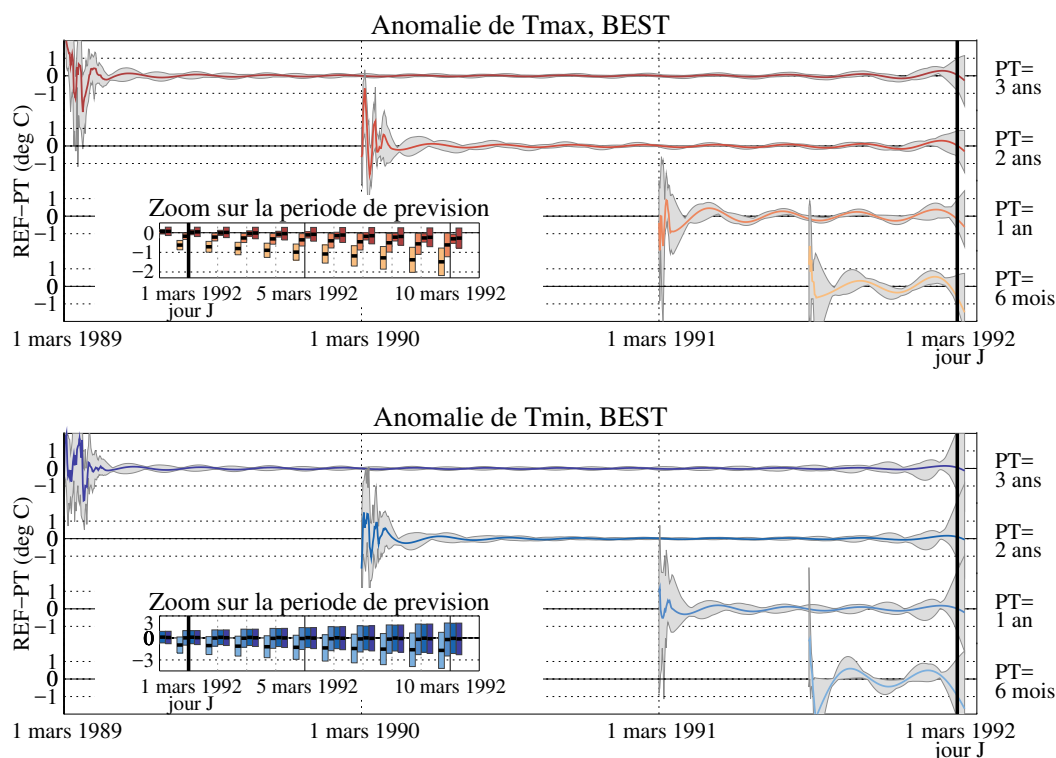 Anomalie de Tmax, BEST
REF−PT (deg C)
1
0
−1
1
0
−1
1
0
−1
1
0
−1
PT=
3 ans
PT=
2 ans
PT=
1 an
PT=
6 mois
Zoom sur la periode de prevision
0
−1
−2
1 mars 1992 5 mars 1992 10 mars 1992
jour J
1 mars 1989 1 mars 1990 1 mars 1991 1 mars 1992
jour J
Anomalie de Tmin, BEST
REF−PT (deg C)
1
0
−1
1
0
−1
1
0
−1
1
0
−1
PT=
3 ans
PT=
2 ans
PT=
1 an
PT=
6 mois
Zoom sur la periode de prevision
3
0
−3
1 mars 1992 5 mars 1992 10 mars 1992
jour J
1 mars 1989 1 mars 1990 1 mars 1991 1 mars 1992
jour J